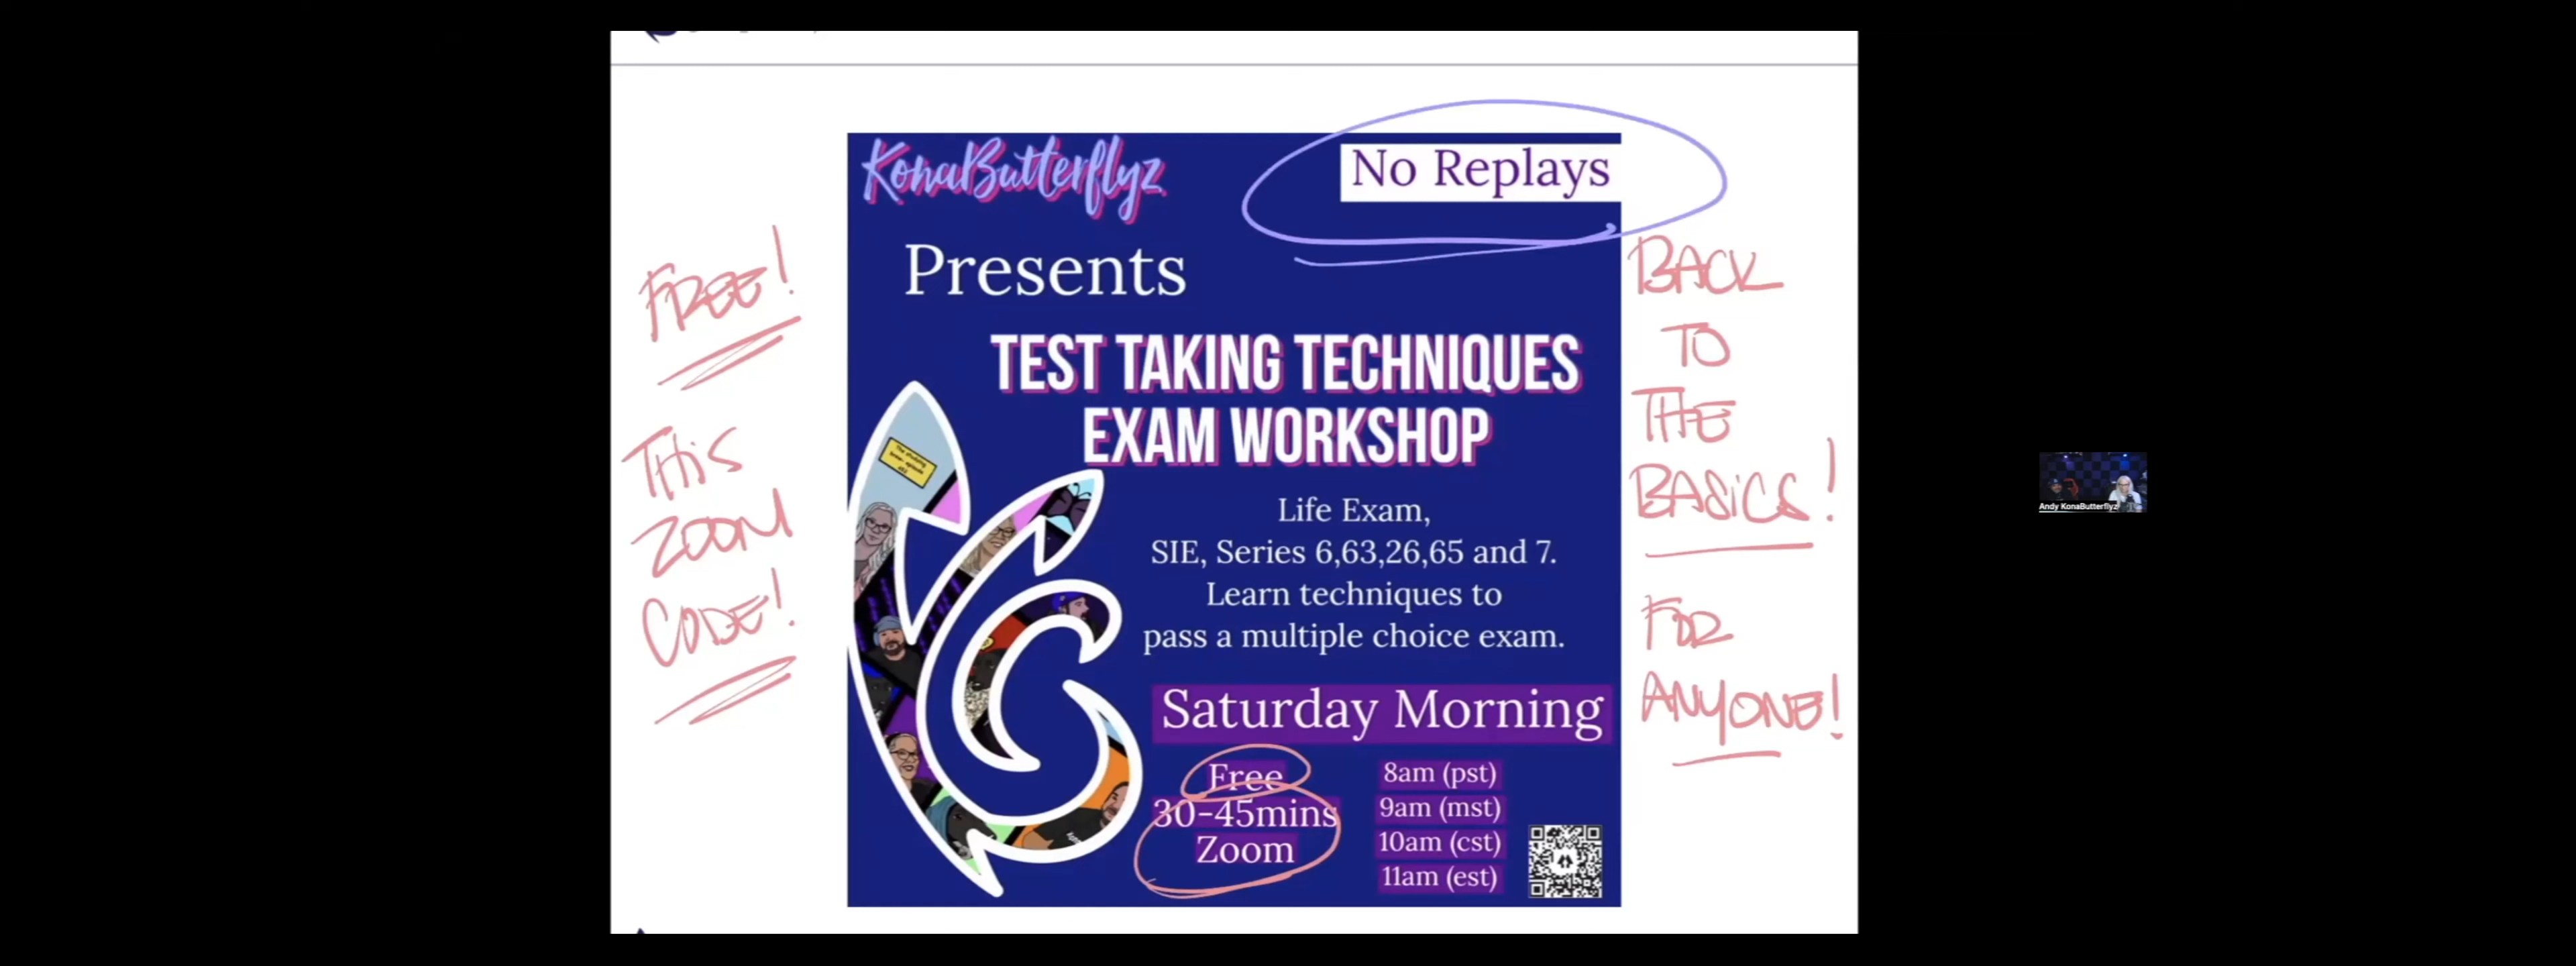 KonaButterflyz
No Replays
Presents
TEST TAKING TECHNIQUES
EXAM WORKSHOP
Life Exam,
SIE, Series 6,63,26,65 and 7.
Learn techniques to
pass a multiple choice exam.
Saturday Morning
Free
30-45mins
Zoom
8am (pst)
9am (mst)
10am (cst)
11am (est)
FREE!
THIS
ZOOM
CODE!
BACK
TO
THE
BASICS!
FOR
ANYONE!
Andy KonaButterflyz